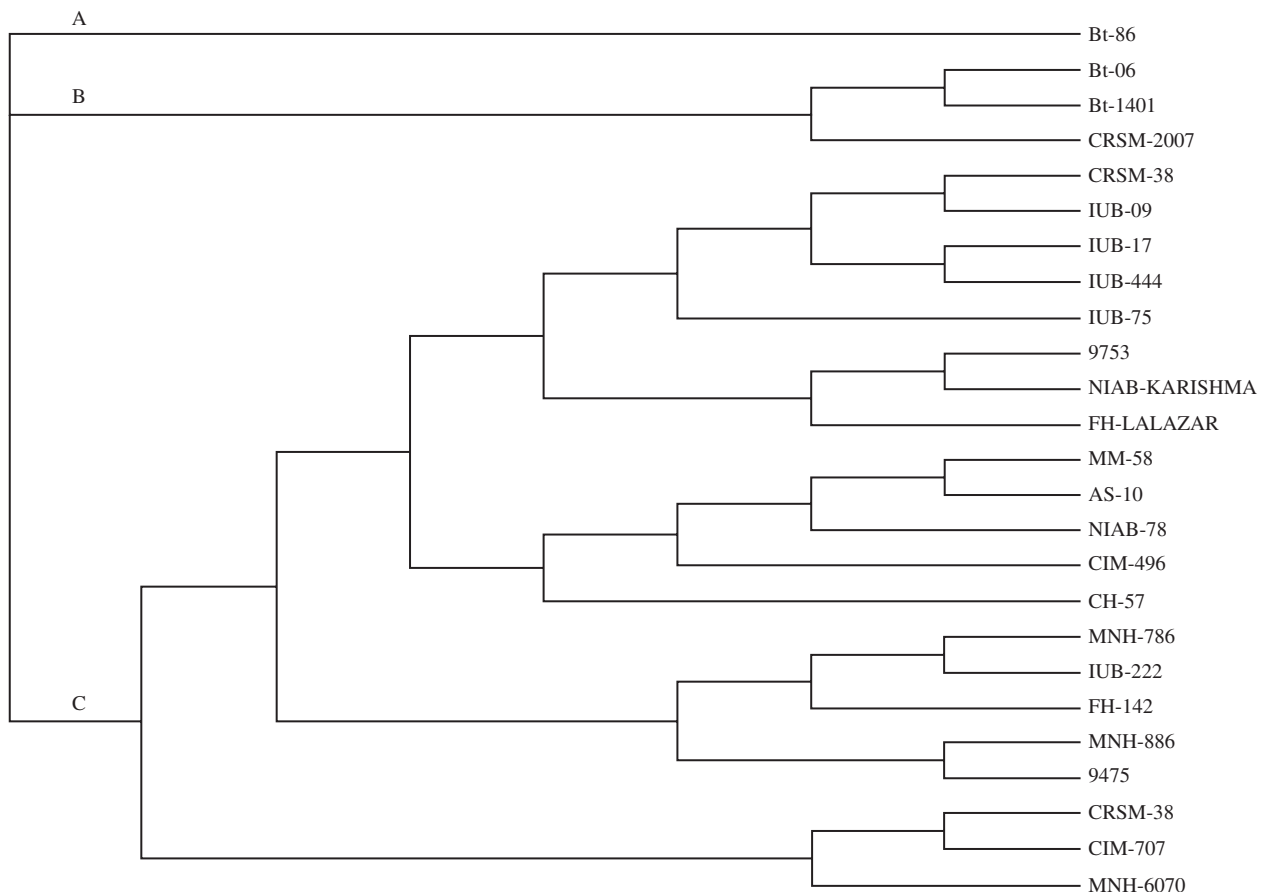 A
Bt-86
Bt-06
B
Bt-1401
CRSM-2007
CRSM-38
IUB-09
IUB-17
IUB-444
IUB-75
9753
NIAB-KARISHMA
FH-LALAZAR
MM-58
AS-10
NIAB-78
CIM-496
CH-57
MNH-786
IUB-222
C
FH-142
MNH-886
9475
CRSM-38
CIM-707
MNH-6070